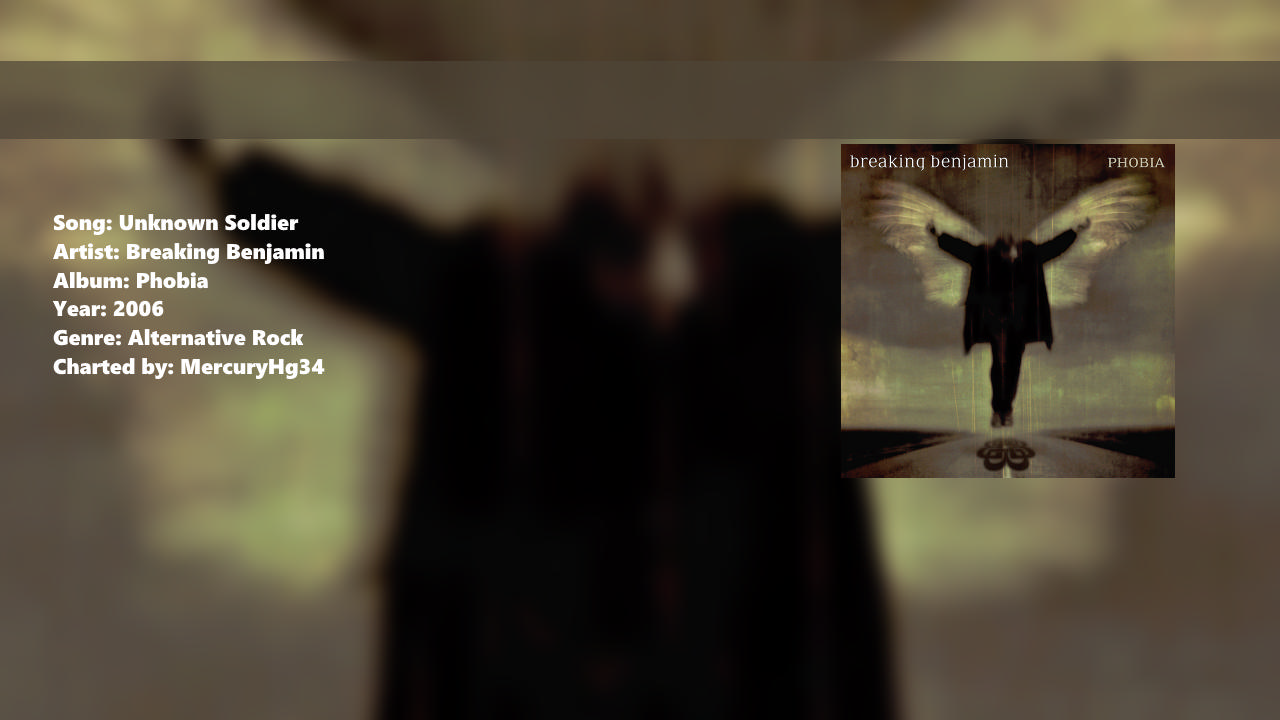 breaking benjamin PHOBIA
Song: Unknown Soldier
Artist: Breaking Benjamin
Album: Phobia
Year: 2006
Genre: Alternative Rock
Charted by: MercuryHg34